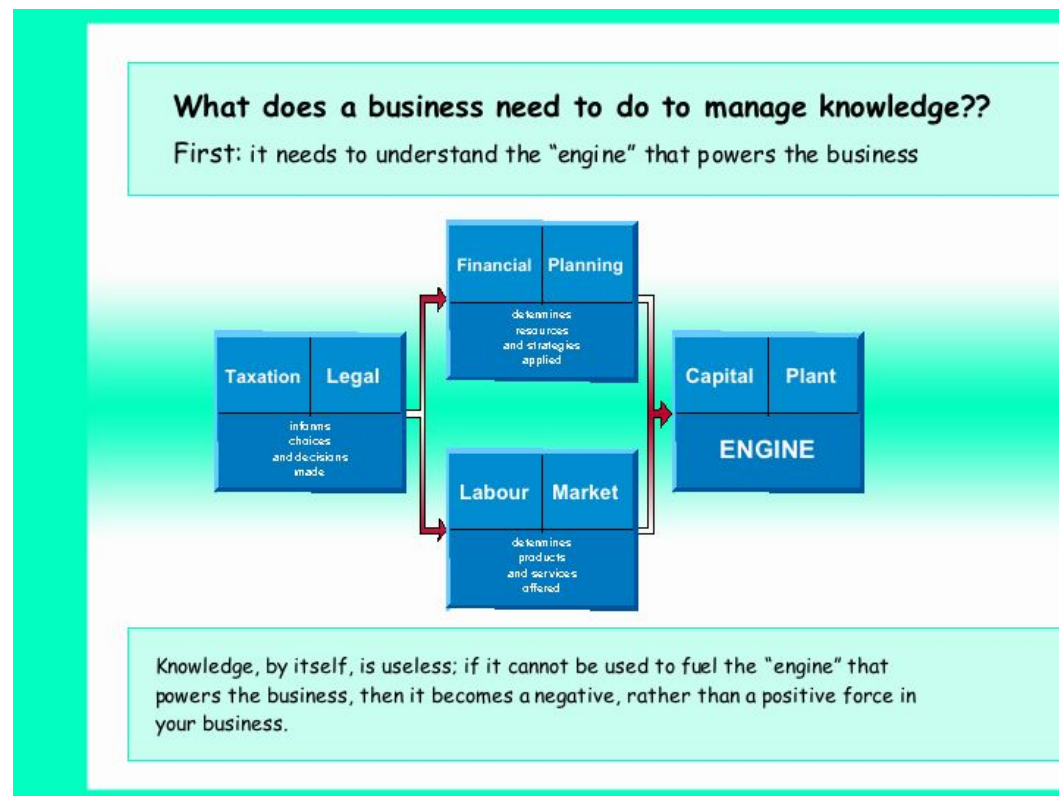 What does a business need to do to manage knowledge??
First: it needs to understand the “engine” that powers the business
Financial Planning
determines
resources
and strategies
applied
Taxation Legal
informs
choices
and decisions
made
Capital Plant
ENGINE
Labour Market
determines
products
and services
offered
Knowledge, by itself, is useless; if it cannot be used to fuel the “engine” that
powers the business, then it becomes a negative, rather than a positive force in
your business.